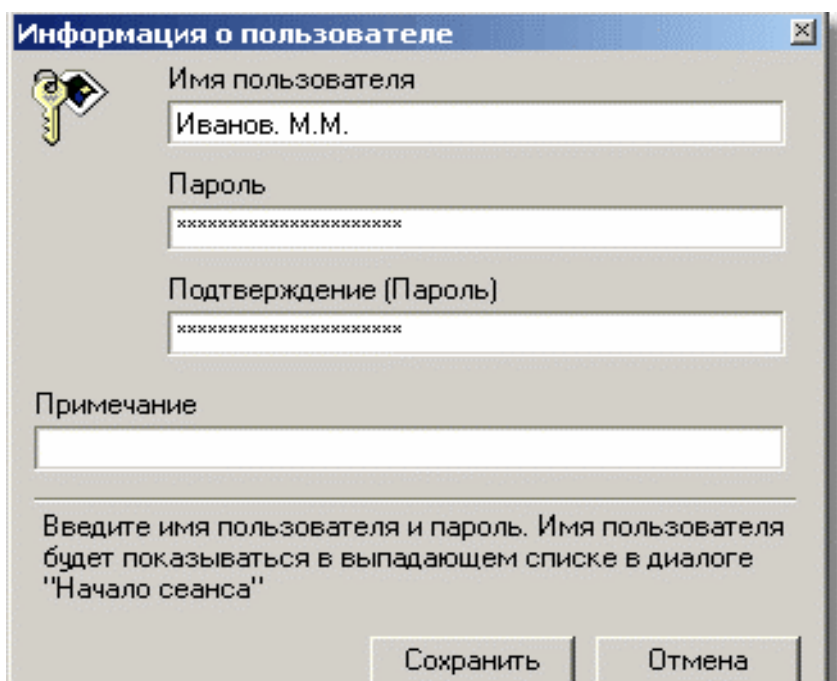 Информация о пользователе
Имя пользователя
Иванов. М.М.
Пароль
**********************
Подтверждение (Пароль)
**********************
Примечание
Введите имя пользователя и пароль. Имя пользователя
будет показываться в выпадающем списке в диалоге
"Начало сеанса"
Сохранить Отмена